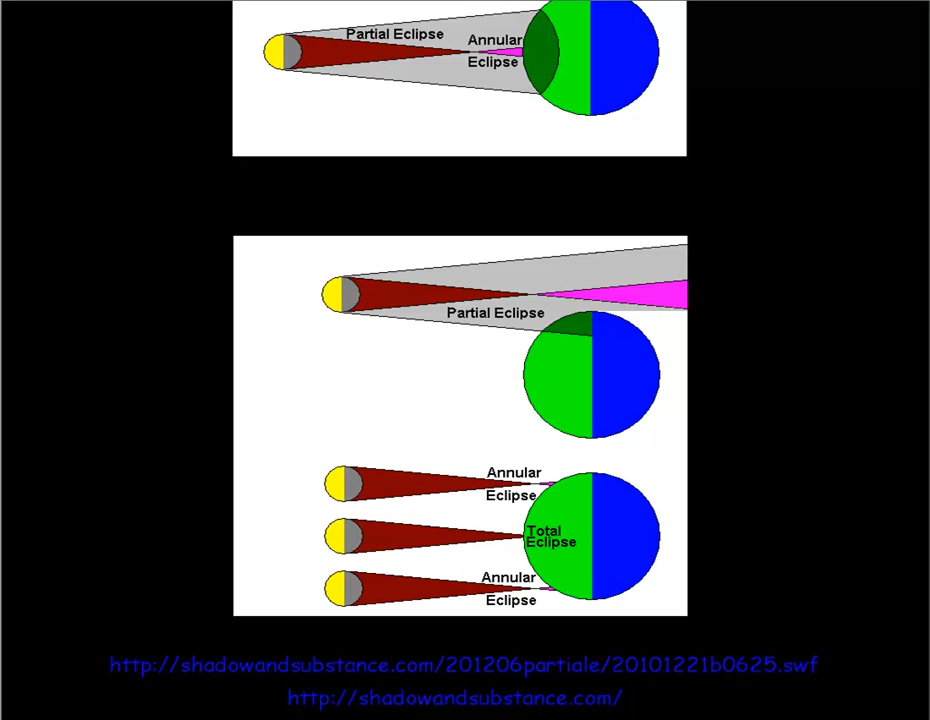 Partial Eclipse
Annular
Eclipse
Partial Eclipse
Annular
Eclipse
Total
Eclipse
Annular
Eclipse
http://shadowandsubstance.com/201206partiale/20101221b0625.swf
http://shadowandsubstance.com/